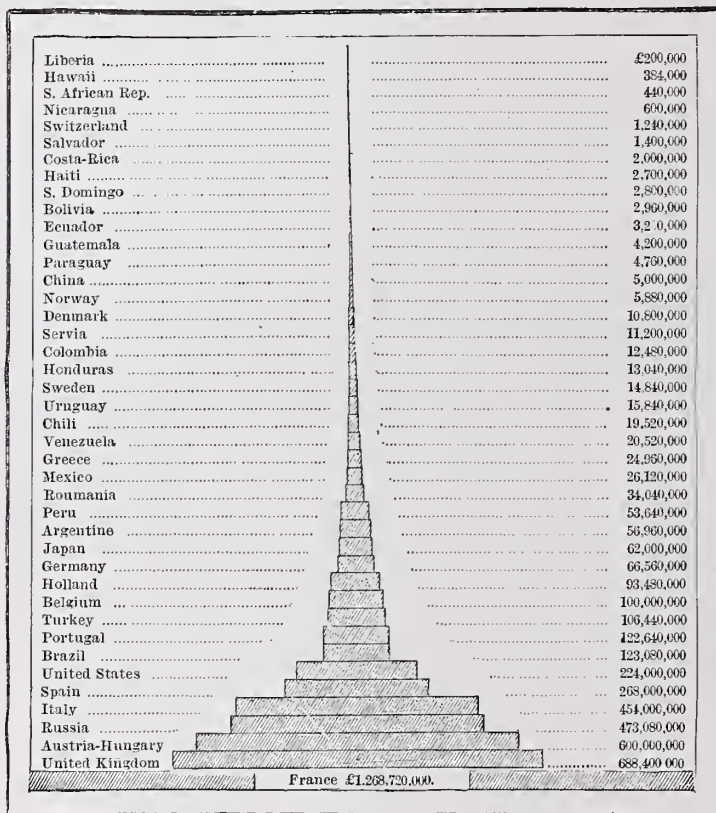 Liberia £200,000
Hawaii 384,000
S. African Rep. 440,000
Nicaragua 600,000
Switzerland 1,240,000
Salvador 1,400,000
Costa-Rica 2,000,000
Haiti 2,700,000
S. Domingo 2,800,000
Bolivia 2,960,000
Ecuador
Guatemala 4,200,000
Paraguay 4,760,000
China 5,000,000
Norway 5,880,000
Denmark 10,800,000
Servia 11,200,000
Colombia 12,480,000
Honduras 13,040,000
Sweden 14,840,000
Uruguay 15,840,000
Chili 19,520,000
Venezuela 20,520,000
Greece 24,960,000
Mexico 26,120,000
Roumania 34,040,000
Peru 53,640,000
Argentine 56,960,000
Japan 62,000,000
Germany 66,560,000
Holland 93,480,000
Belgium 100,000,000
Turkey 106,440,000
Portugal 122,640,000
Brazil 123,080,000
United States 224,000,000
Spain 268,000,000
Italy 454,000,000
Russia 473,080,000
Austria-Hungary 600,000,000
United Kingdom 688,400 000
France £1.268,720,000.